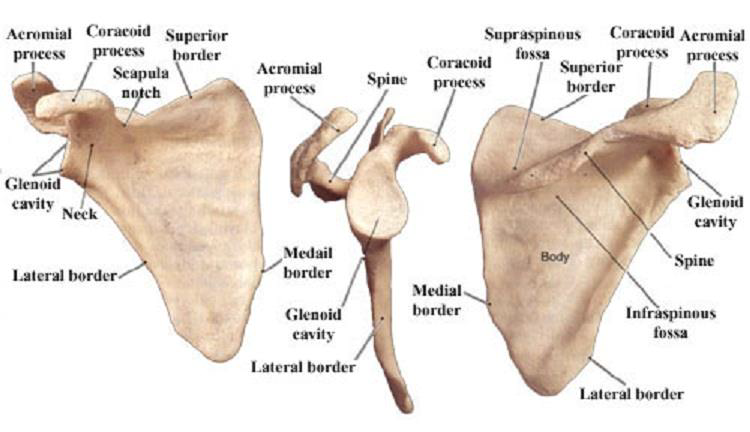 Acromial
process
Coracoid
process
Superior
border
Scapula
notch
Glenoid
cavity
Neck
Lateral border
Medail
border
Acromial
process
Spine
Coracoid
process
Glenoid
cavity
Lateral border
Supraspinous
fossa
Superior
border
Coracoid
process
Acromial
process
Glenoid
cavity
Spine
Body
Medial
border
Infraspinous
fossa
Lateral border